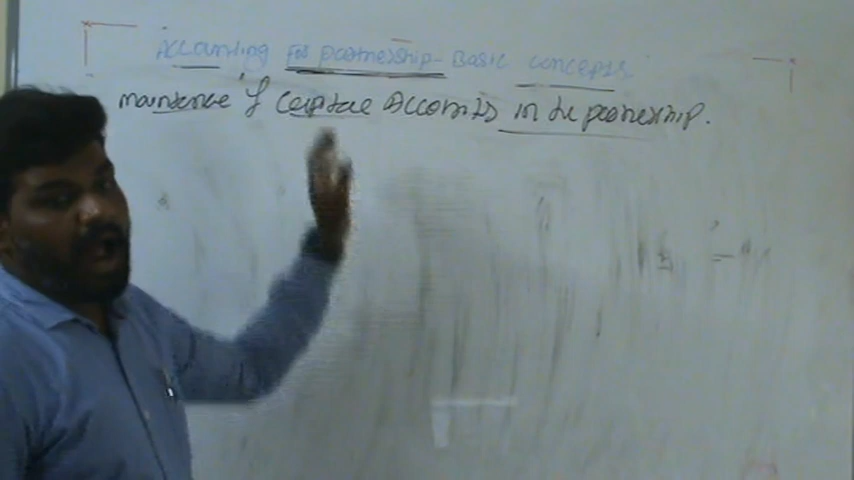 Accounting for partnership - Basic concepts
maintenance of Capital Accounts in the partnership.